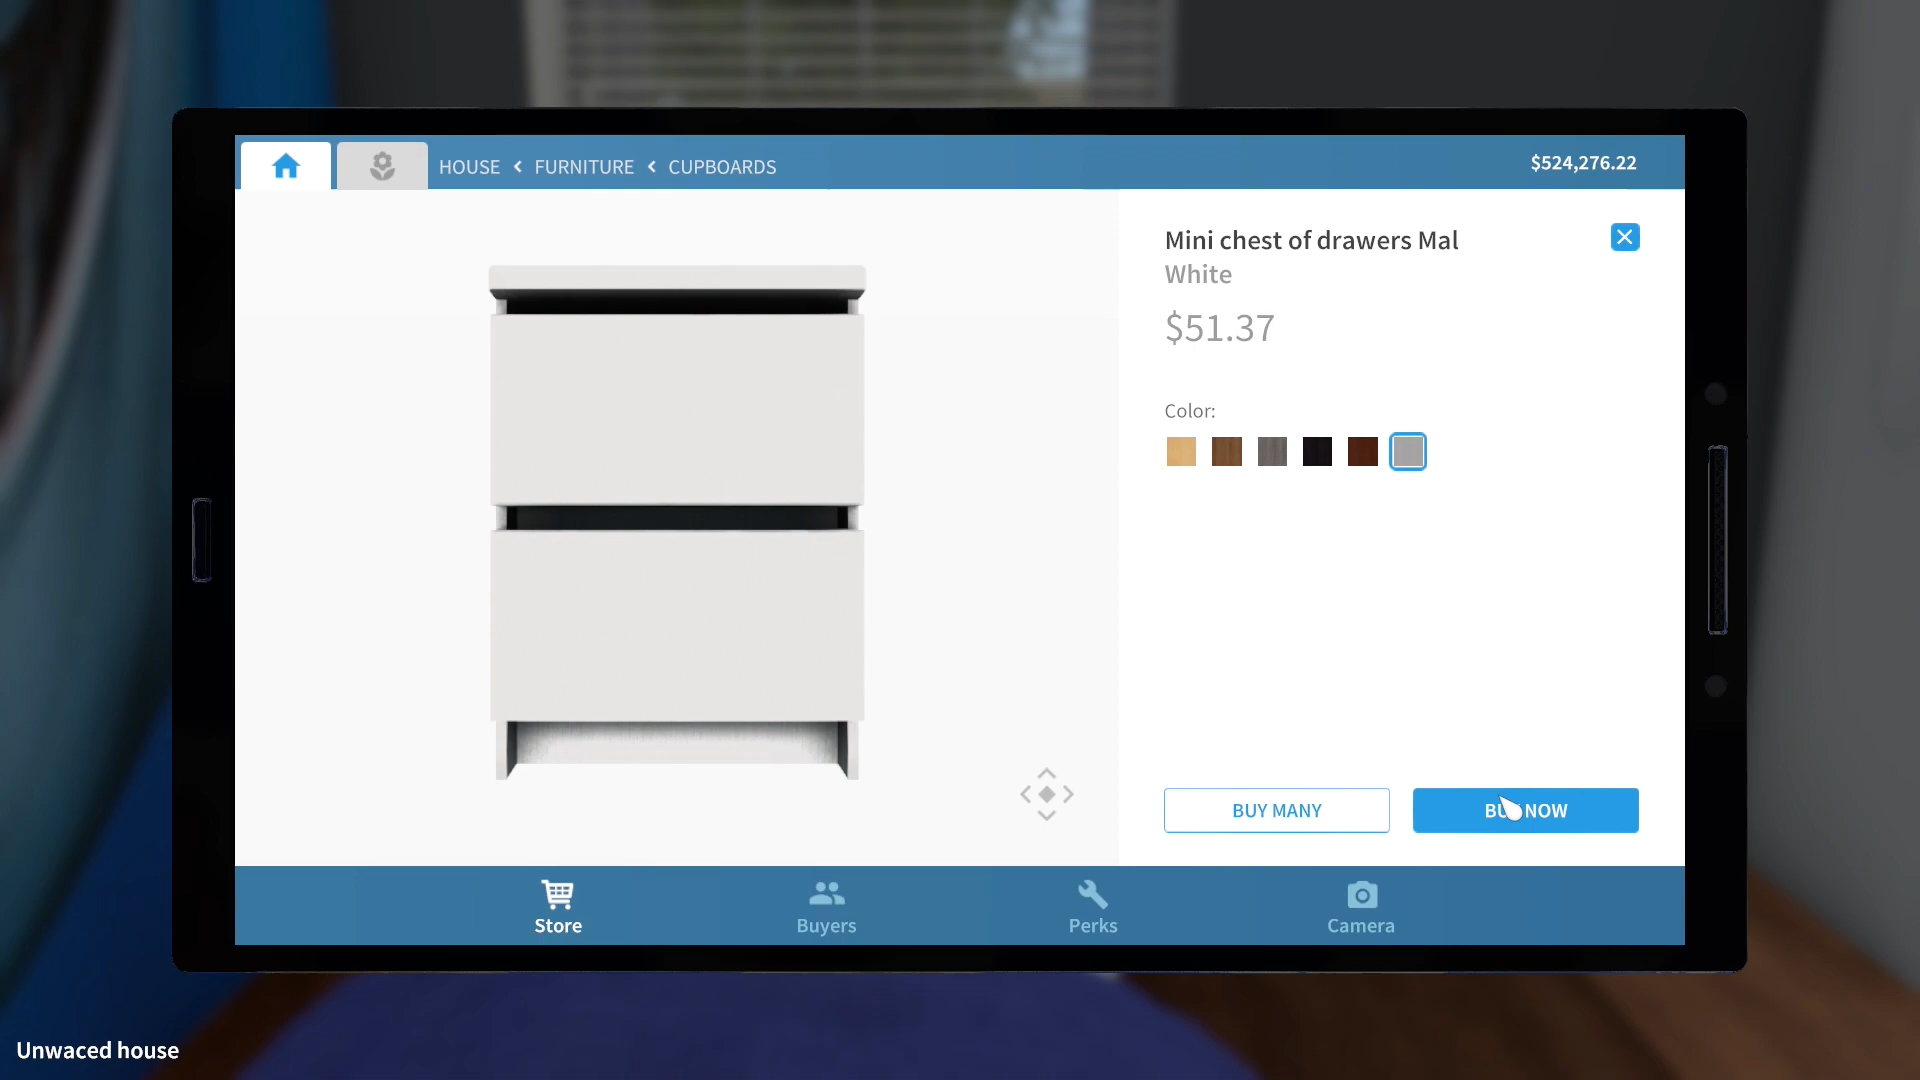 HOUSE < FURNITURE < CUPBOARDS
$524,276.22
Mini chest of drawers Mal
White
$51.37
Color:
BUY MANY
BUY NOW
Store
Buyers
Perks
Camera
Unwaced house